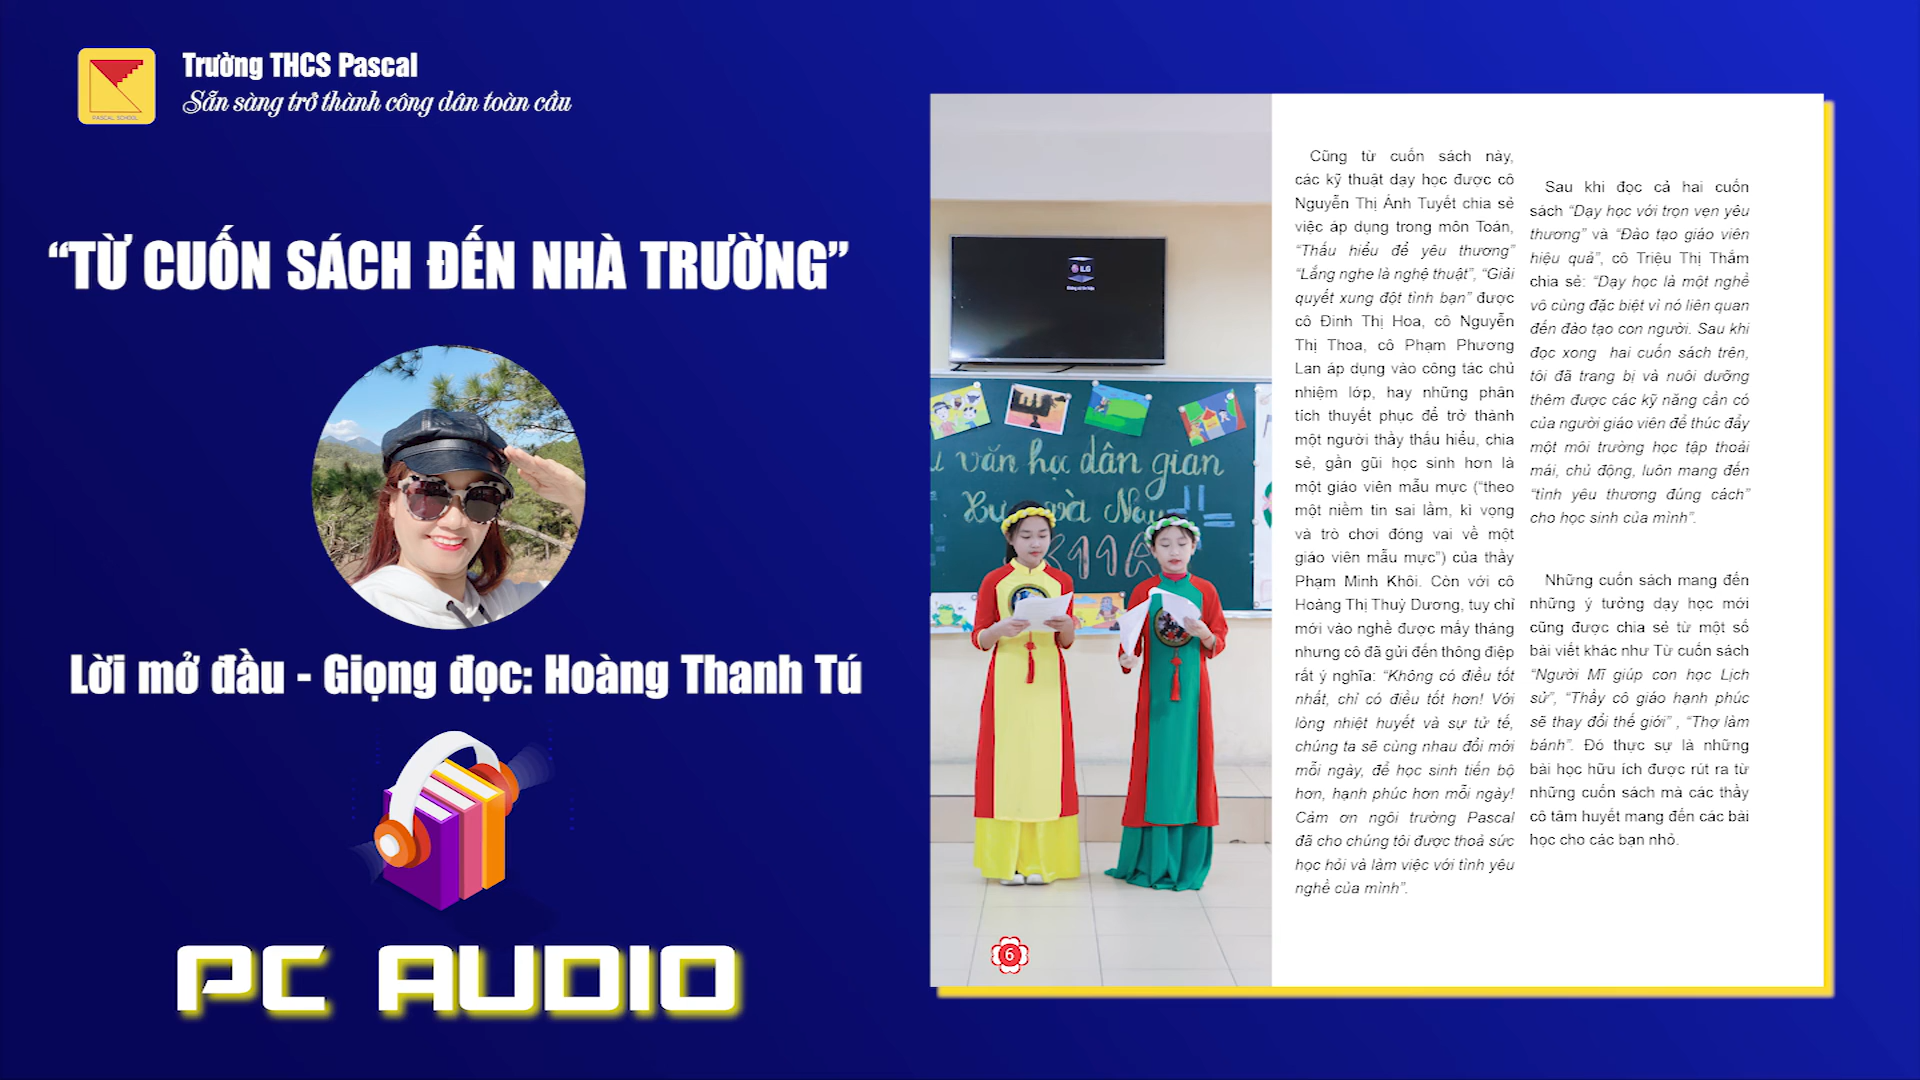 Trường THCS Pascal
Sẵn sàng trở thành công dân toàn cầu
PASCAL SCHOOL
“TỪ CUỐN SÁCH ĐẾN NHÀ TRƯỜNG”
Lời mở đầu - Giọng đọc: Hoàng Thanh Tú
PC AUDIO
LG
văn học dân gian
Xưa và Nay
6
Cũng từ cuốn sách này,
các kỹ thuật dạy học được cô
Nguyễn Thị Ánh Tuyết chia sẻ
việc áp dụng trong môn Toán,
“Thấu hiểu để yêu thương”
“Lắng nghe là nghệ thuật”, “Giải
quyết xung đột tình bạn” được
cô Đinh Thị Hoa, cô Nguyễn
Thị Thoa, cô Phạm Phương
Lan áp dụng vào công tác chủ
nhiệm lớp, hay những phân
tích thuyết phục để trở thành
một người thầy thấu hiểu, chia
sẻ, gần gũi học sinh hơn là
một giáo viên mẫu mực (“theo
một niềm tin sai lầm, kì vọng
và trò chơi đóng vai về một
giáo viên mẫu mực”) của thầy
Phạm Minh Khôi. Còn với cô
Hoàng Thị Thuỳ Dương, tuy chỉ
mới vào nghề được mấy tháng
nhưng cô đã gửi đến thông điệp
rất ý nghĩa: “Không có điều tốt
nhất, chỉ có điều tốt hơn! Với
lòng nhiệt huyết và sự tử tế,
chúng ta sẽ cùng nhau đổi mới
mỗi ngày, để học sinh tiến bộ
hơn, hạnh phúc hơn mỗi ngày!
Cảm ơn ngôi trường Pascal
đã cho chúng tôi được thoả sức
học hỏi và làm việc với tình yêu
nghề của mình”.
Sau khi đọc cả hai cuốn
sách “Dạy học với trọn vẹn yêu
thương” và “Đào tạo giáo viên
hiệu quả”, cô Triệu Thị Thắm
chia sẻ: “Dạy học là một nghề
vô cùng đặc biệt vì nó liên quan
đến đào tạo con người. Sau khi
đọc xong hai cuốn sách trên,
tôi đã trang bị và nuôi dưỡng
thêm được các kỹ năng cần có
của người giáo viên để thúc đẩy
một môi trường học tập thoải
mái, chủ động, luôn mang đến
“tình yêu thương đúng cách”
cho học sinh của mình”.
Những cuốn sách mang đến
những ý tưởng dạy học mới
cũng được chia sẻ từ một số
bài viết khác như Từ cuốn sách
“Người Mĩ giúp con học Lịch
sử”, “Thầy cô giáo hạnh phúc
sẽ thay đổi thế giới” , “Thợ làm
bánh”. Đó thực sự là những
bài học hữu ích được rút ra từ
những cuốn sách mà các thầy
cô tâm huyết mang đến các bài
học cho các bạn nhỏ.